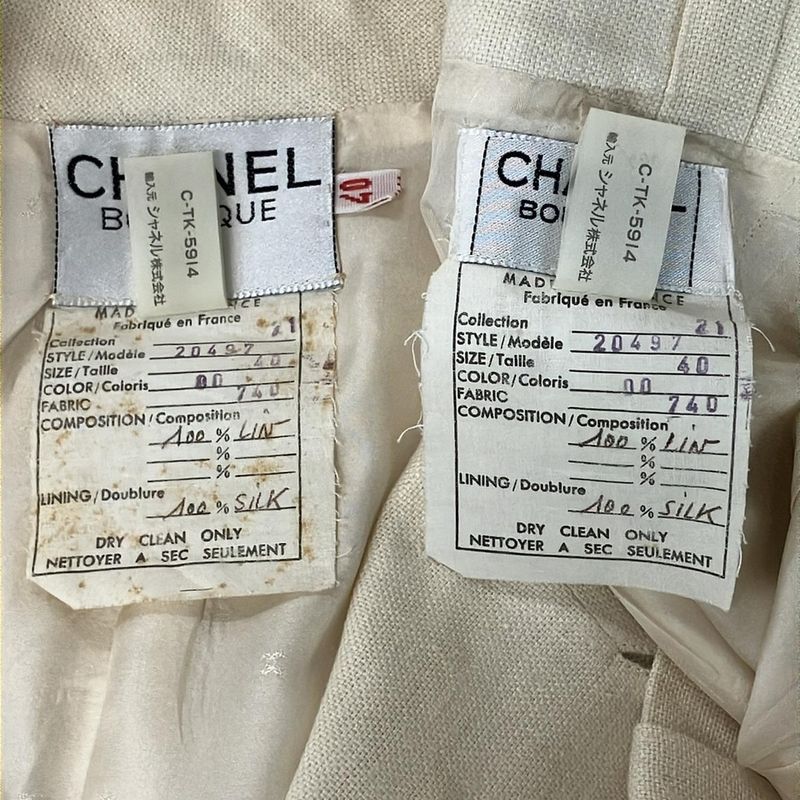 CHANEL
BOUTIQUE
C-TK-5914
輸入元 シャネル株式会社
40
MADE FRANCE
Fabriqué en France
Collection 21
STYLE/Modèle 20497
SIZE/Taille 40
COLOR/Coloris 00
FABRIC 740
COMPOSITION/Composition
100 % LIN
%
%
LINING/Doublure
100 % SILK
DRY CLEAN ONLY
NETTOYER A SEC SEULEMENT
CHANEL
BOUTIQUE
C-TK-5914
輸入元 シャネル株式会社
MADE FRANCE
Fabriqué en France
Collection 21
STYLE/Modèle 20497
SIZE/Taille 40
COLOR/Coloris 00
FABRIC 740
COMPOSITION/Composition
100 % LIN
%
%
LINING/Doublure
100 % SILK
DRY CLEAN ONLY
NETTOYER A SEC SEULEMENT